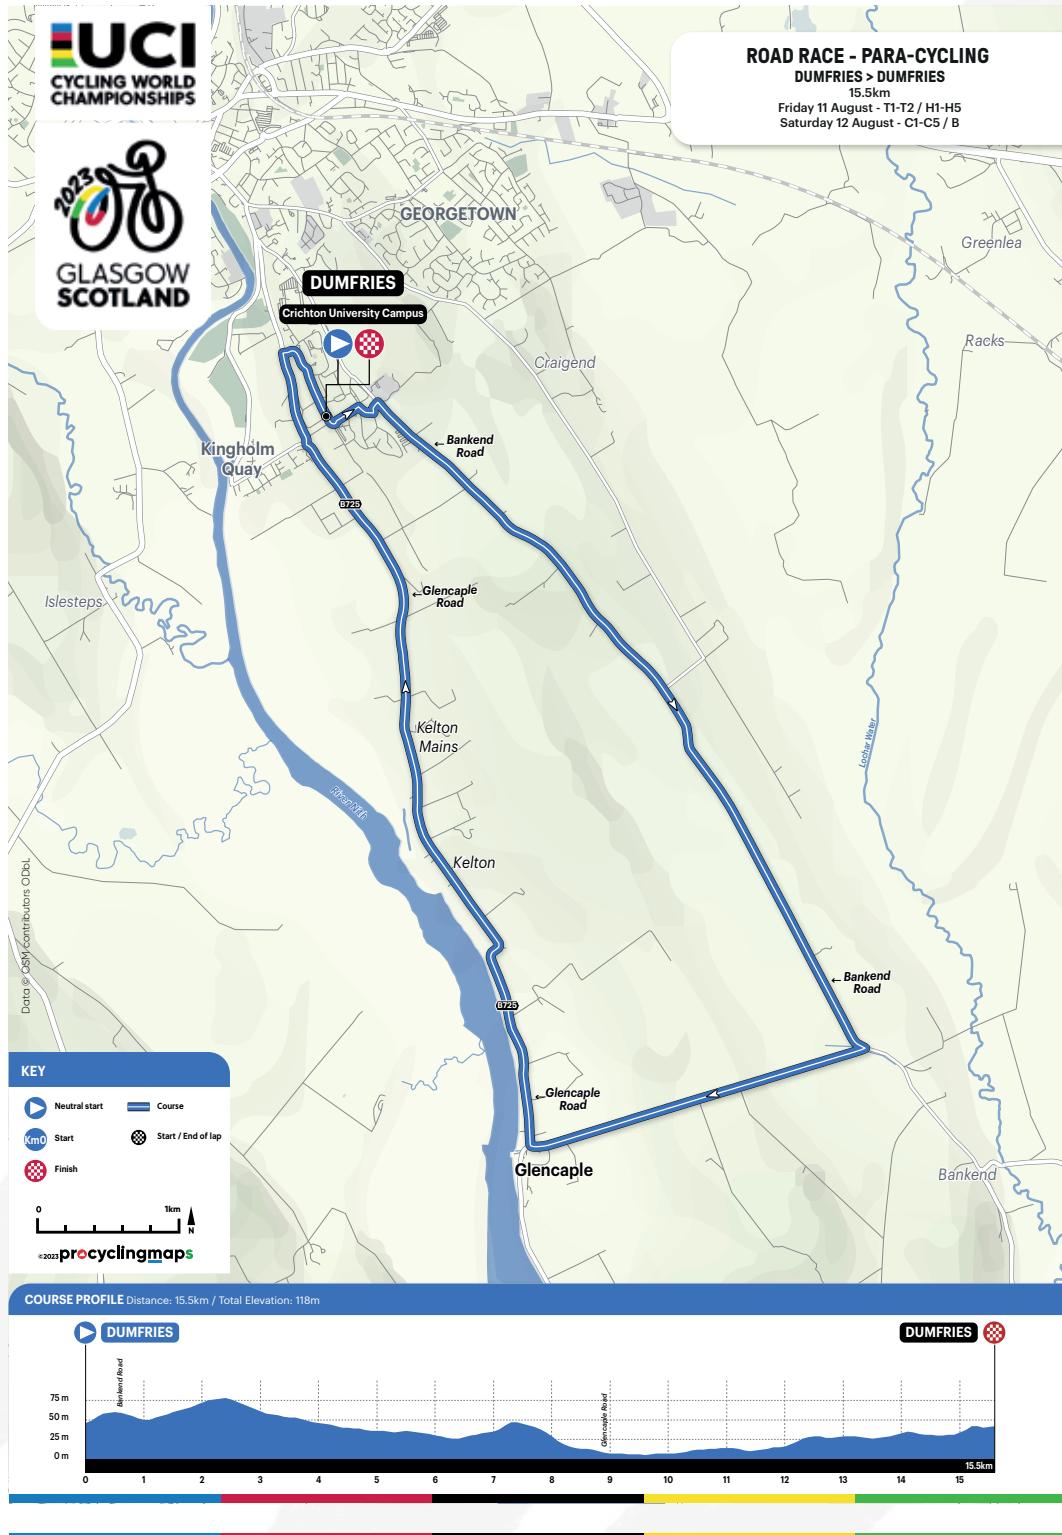 UCI
CYCLING WORLD
CHAMPIONSHIPS
2023
GLASGOW
SCOTLAND
ROAD RACE - PARA-CYCLING
DUMFRIES > DUMFRIES
15.5km
Friday 11 August - T1-T2 / H1-H5
Saturday 12 August - C1-C5 / B
GEORGETOWN
Greenlea
DUMFRIES
Crichton University Campus
Racks
Craigend
Kingholm
Quay
←Bankend
Road
B725
Islesteps
←Glencaple
Road
Kelton
Mains
Lochar Water
River Nith
Kelton
Data © OSM contributors ODbL
←Bankend
Road
B725
←Glencaple
Road
Glencaple
Bankend
KEY
Neutral start
Course
Km0
Start
Start / End of lap
Finish
0
1km
N
©2023 procyclingmaps
COURSE PROFILE Distance: 15.5km / Total Elevation: 118m
DUMFRIES
DUMFRIES
Bankend Road
Glencaple Road
75 m
50 m
25 m
0 m
15.5km
0 1 2 3 4 5 6 7 8 9 10 11 12 13 14 15